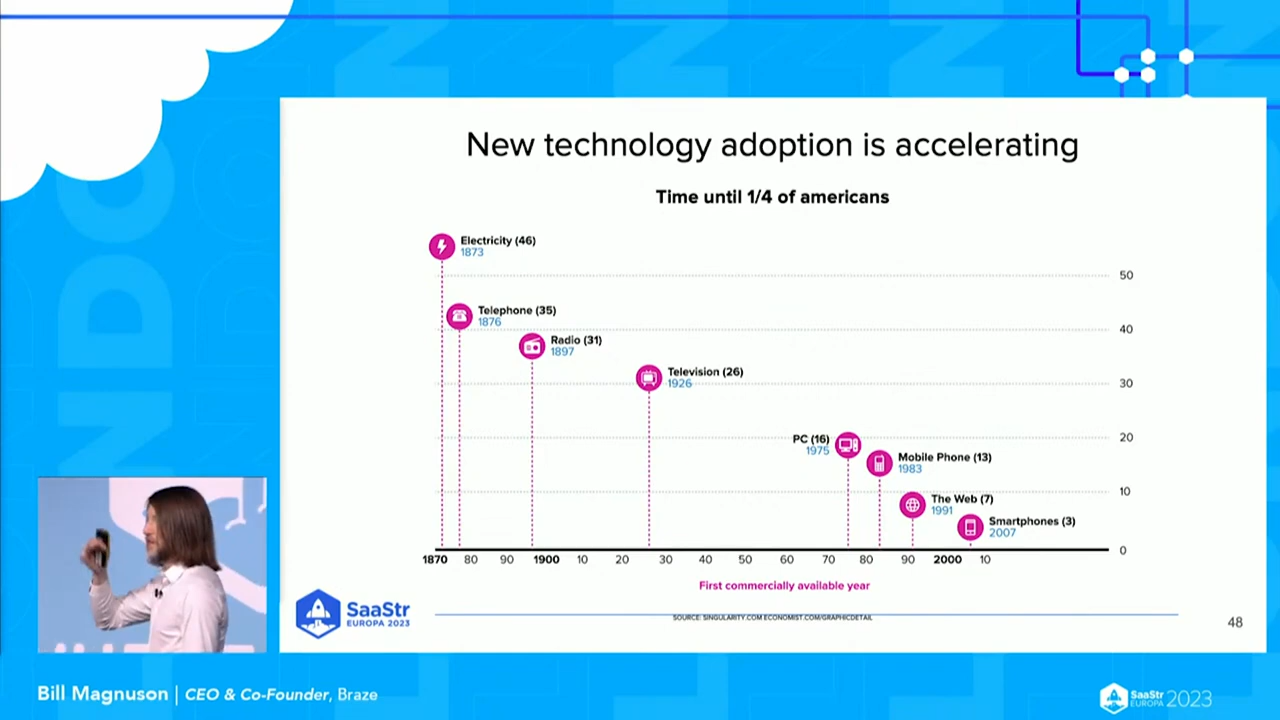 New technology adoption is accelerating
Time until 1/4 of americans
Electricity (46)
1873
Telephone (35)
1876
Radio (31)
1897
Television (26)
1926
PC (16)
1975
Mobile Phone (13)
1983
The Web (7)
1991
Smartphones (3)
2007
50
40
30
20
10
0
1870 80 90 1900 10 20 30 40 50 60 70 80 90 2000 10
First commercially available year
SaaStr
EUROPA 2023
SOURCE: SINGULARITY.COM ECONOMIST.COM/GRAPHICDETAIL
48
Bill Magnuson | CEO & Co-Founder, Braze
SaaStr
EUROPA 2023